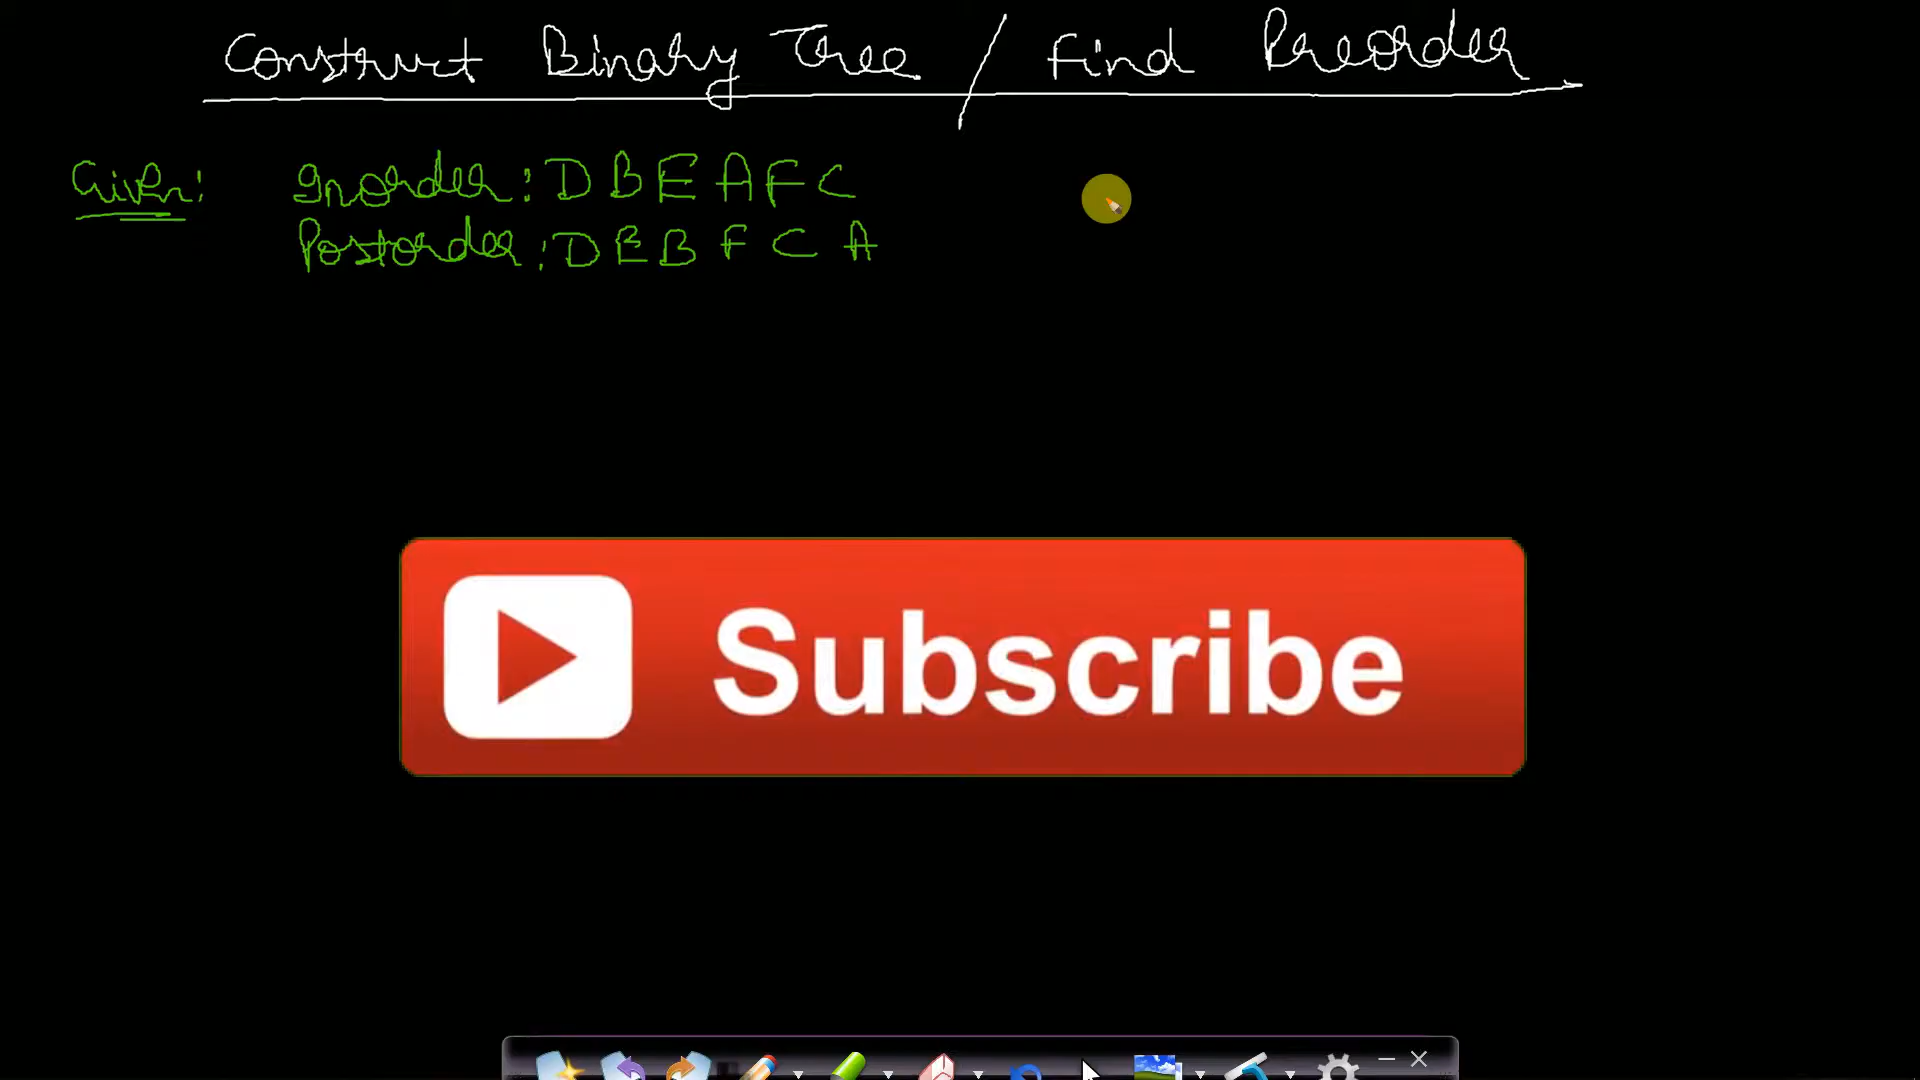 Construct Binary Tree / Find Preorder
Given: Inorder: D B E A F C
Postorder: D E B F C A
Subscribe